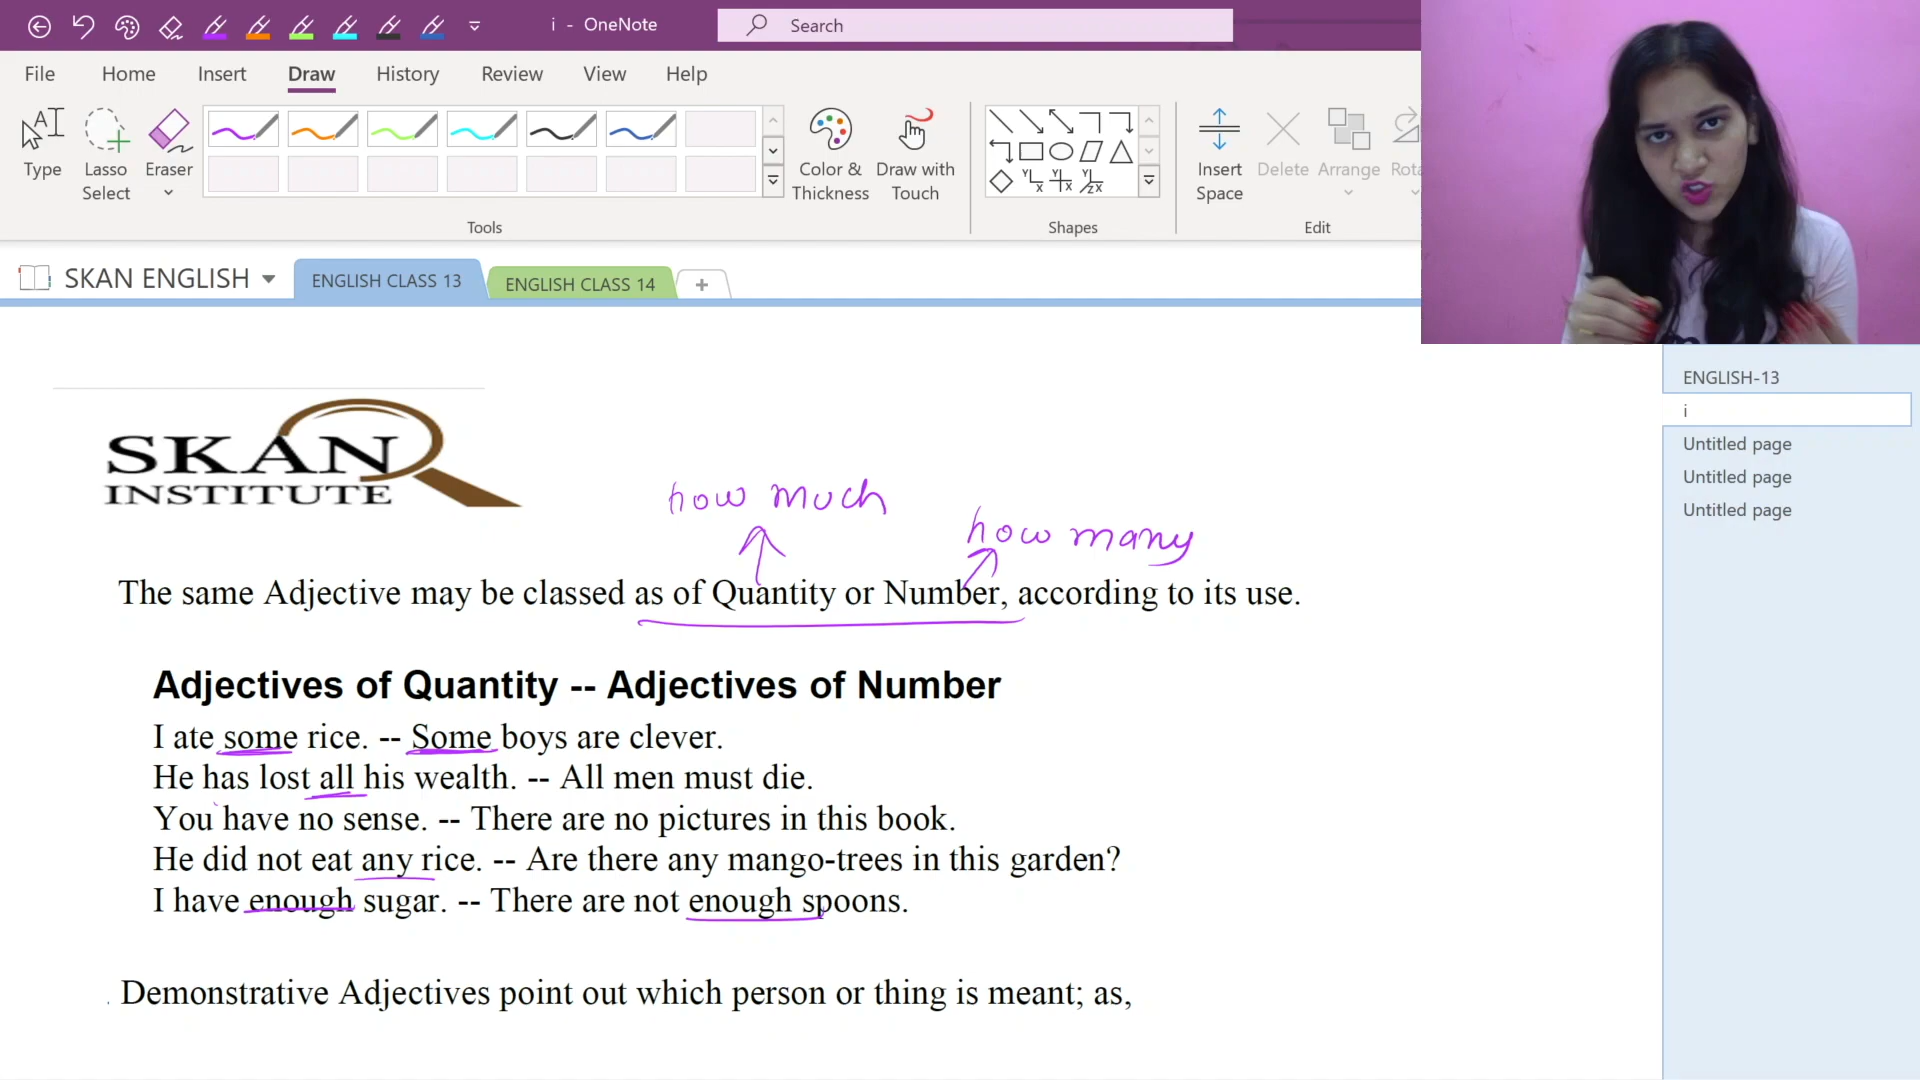 i - OneNote
Search
File Home Insert Draw History Review View Help
Type
Lasso Select
Eraser
Color & Thickness
Draw with Touch
Insert Space
Delete
Arrange
Rota
Tools
Shapes
Edit
SKAN ENGLISH
ENGLISH CLASS 13
ENGLISH CLASS 14
+
ENGLISH-13
i
Untitled page
Untitled page
Untitled page
SKAN
INSTITUTE
how much
how many
The same Adjective may be classed as of Quantity or Number, according to its use.
Adjectives of Quantity -- Adjectives of Number
I ate some rice. -- Some boys are clever.
He has lost all his wealth. -- All men must die.
You have no sense. -- There are no pictures in this book.
He did not eat any rice. -- Are there any mango-trees in this garden?
I have enough sugar. -- There are not enough spoons.
. Demonstrative Adjectives point out which person or thing is meant; as,